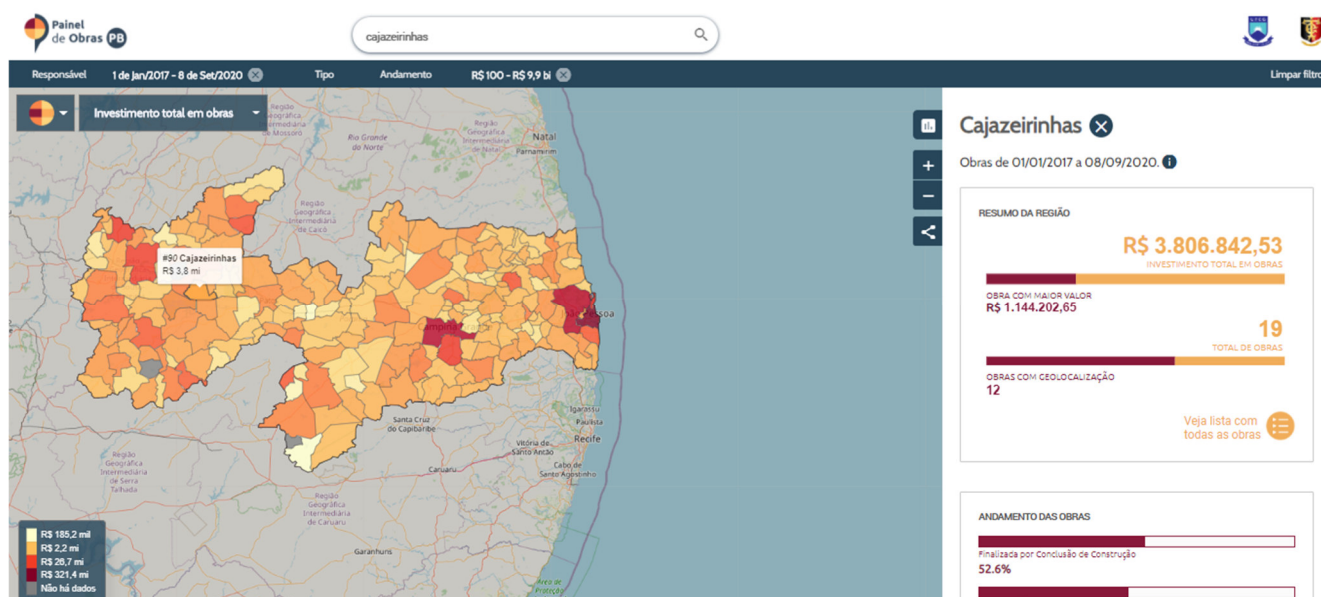 Painel
de Obras PB
cajazeirinhas
Responsável 1 de Jan/2017 - 8 de Set/2020 Tipo Andamento R$ 100 - R$ 9,9 bi Limpar filtro
Investimento total em obras
Região
Geográfica
Intermediária
de Mossoró
Rio Grande
do Norte
Região
Geográfica
Intermediária
de Natal
Natal
Parnamirim
Região
Geográfica
Intermediária
de Caicó
#90 Cajazeirinhas
R$ 3,8 mi
Campina Grande
João Pessoa
Santa Cruz
do Capibaribe
Igarassu
Paulista
Recife
Vitória de
Santo Antão
Cabo de
Santo Agostinho
Caruaru
Região
Geográfica
Intermediária
de Serra
Talhada
Região
Geográfica
Intermediária
de Caruaru
Garanhuns
Área de
Proteção
R$ 185,2 mil
R$ 2,2 mi
R$ 26,7 mi
R$ 321,4 mi
Não há dados
Cajazeirinhas
Obras de 01/01/2017 a 08/09/2020.
RESUMO DA REGIÃO
R$ 3.806.842,53
INVESTIMENTO TOTAL EM OBRAS
OBRA COM MAIOR VALOR
R$ 1.144.202,65
19
TOTAL DE OBRAS
OBRAS COM GEOLOCALIZAÇÃO
12
Veja lista com
todas as obras
ANDAMENTO DAS OBRAS
Finalizada por Conclusão de Construção
52.6%